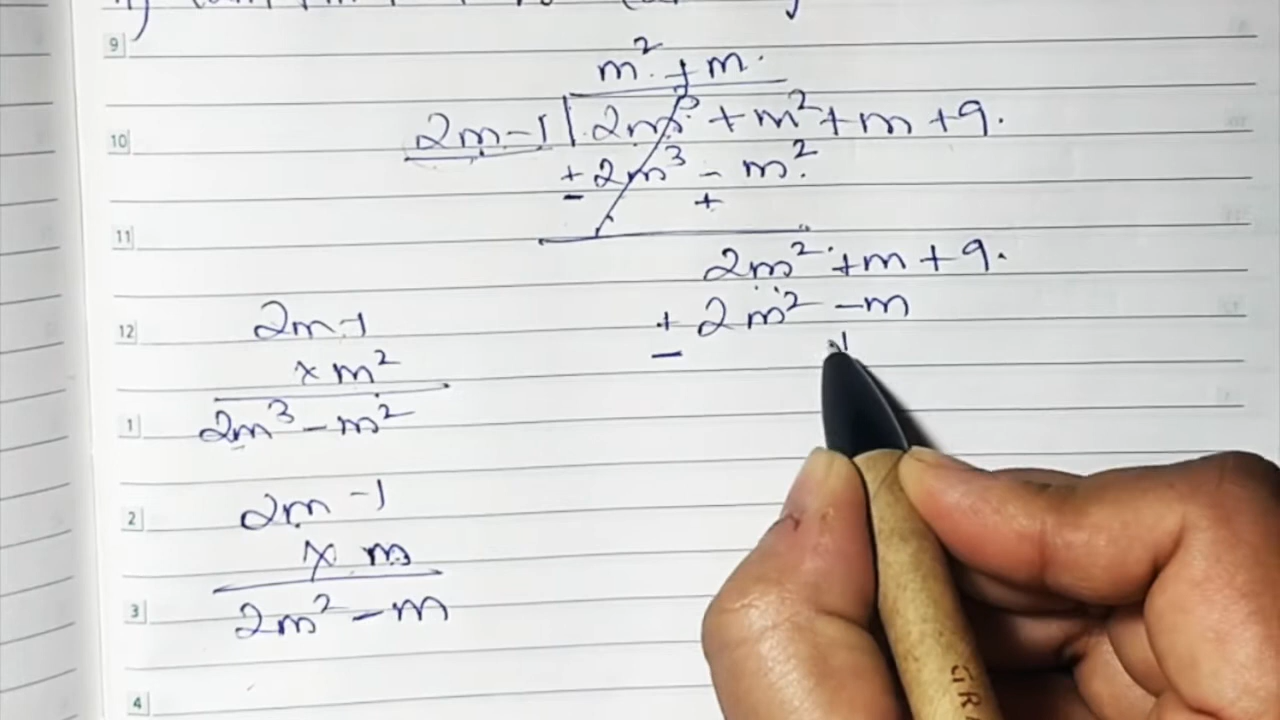 9
m² + m.
10
2m - 1 | 2m³ + m² + m + 9.
+ 2m³ - m²
- +
11
2m² + m + 9.
12
2m - 1
+ 2m² - m
-
× m²
1
2m³ - m²
2
2m - 1
× m
3
2m² - m
4
GRA